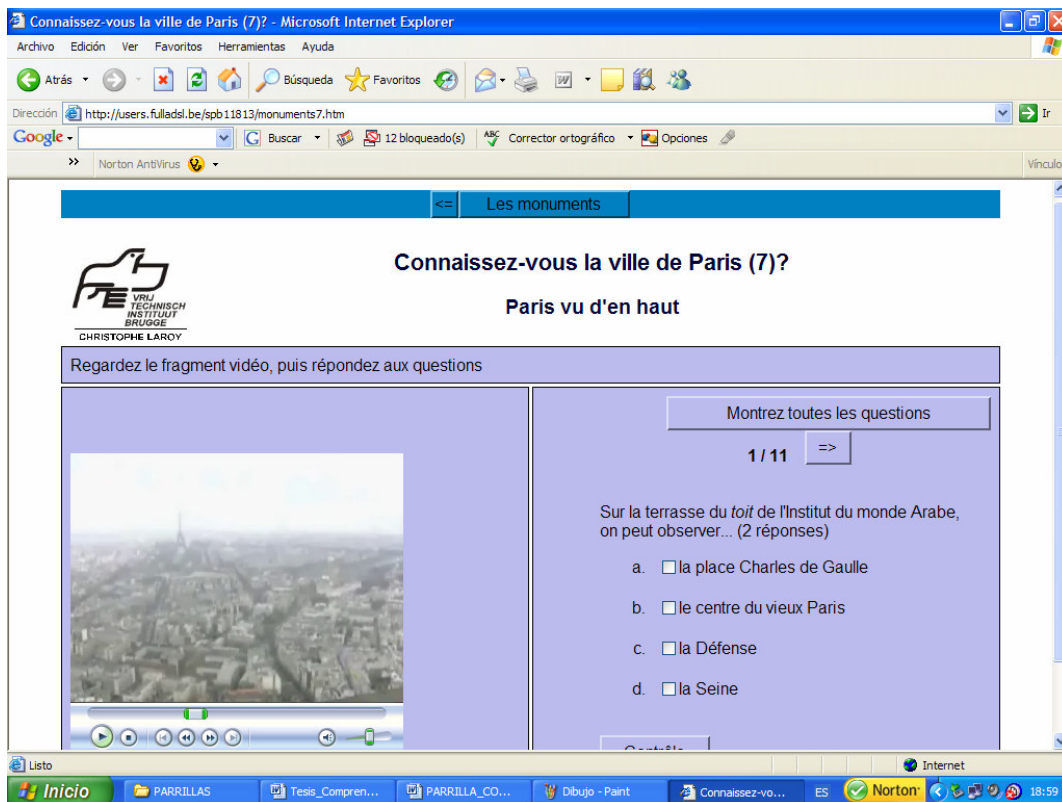 Connaissez-vous la ville de Paris (7)? - Microsoft Internet Explorer
Archivo Edición Ver Favoritos Herramientas Ayuda
Atrás Búsqueda Favoritos
Dirección http://users.fulladsl.be/spb11813/monuments7.htm Ir
Google Buscar 12 bloqueado(s) ABC Corrector ortográfico Opciones
» Norton AntiVirus Vínculo
<= Les monuments
Connaissez-vous la ville de Paris (7)?
Paris vu d'en haut
VRIJ
TECHNISCH
INSTITUUT
BRUGGE
CHRISTOPHE LAROY
Regardez le fragment vidéo, puis répondez aux questions
Montrez toutes les questions
1 / 11 =>
Sur la terrasse du toit de l'Institut du monde Arabe,
on peut observer... (2 réponses)
a. la place Charles de Gaulle
b. le centre du vieux Paris
c. la Défense
d. la Seine
Contrôle
Listo Internet
Inicio PARRILLAS Tesis_Compren... PARRILLA_CO... Dibujo - Paint Connaissez-vo... ES Norton 18:59